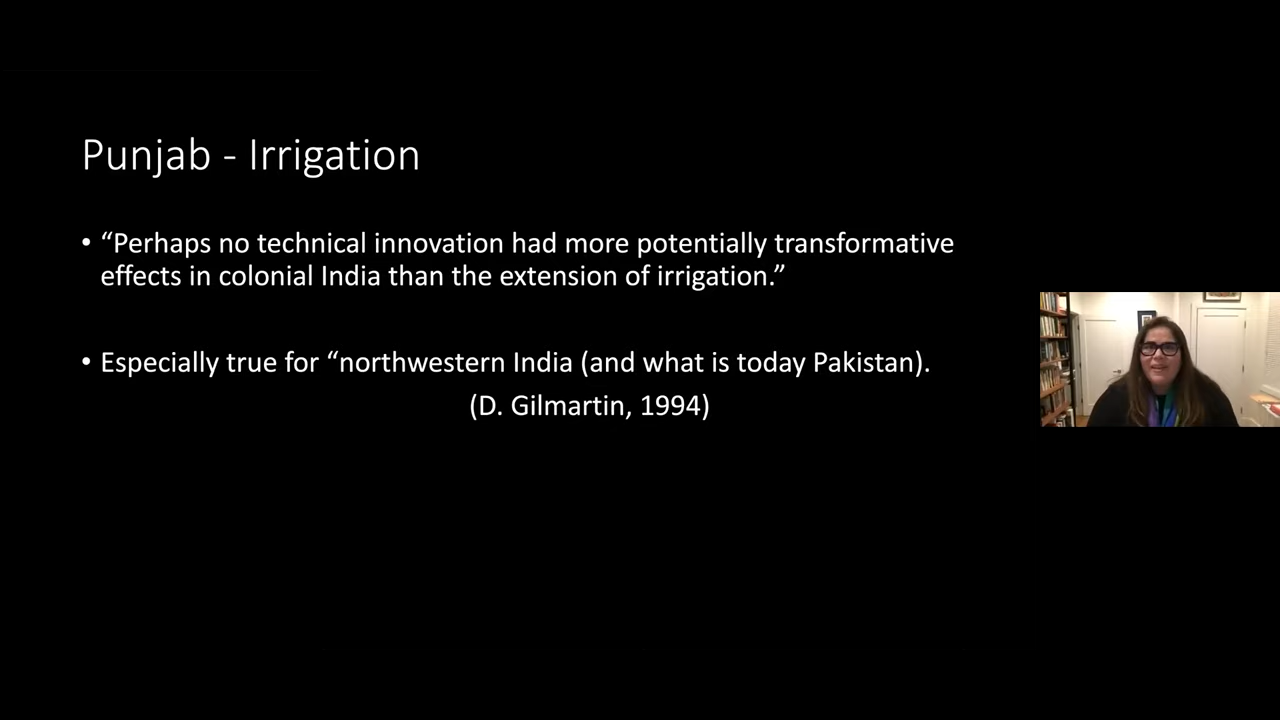 Punjab - Irrigation
• “Perhaps no technical innovation had more potentially transformative
effects in colonial India than the extension of irrigation.”
• Especially true for “northwestern India (and what is today Pakistan).
(D. Gilmartin, 1994)